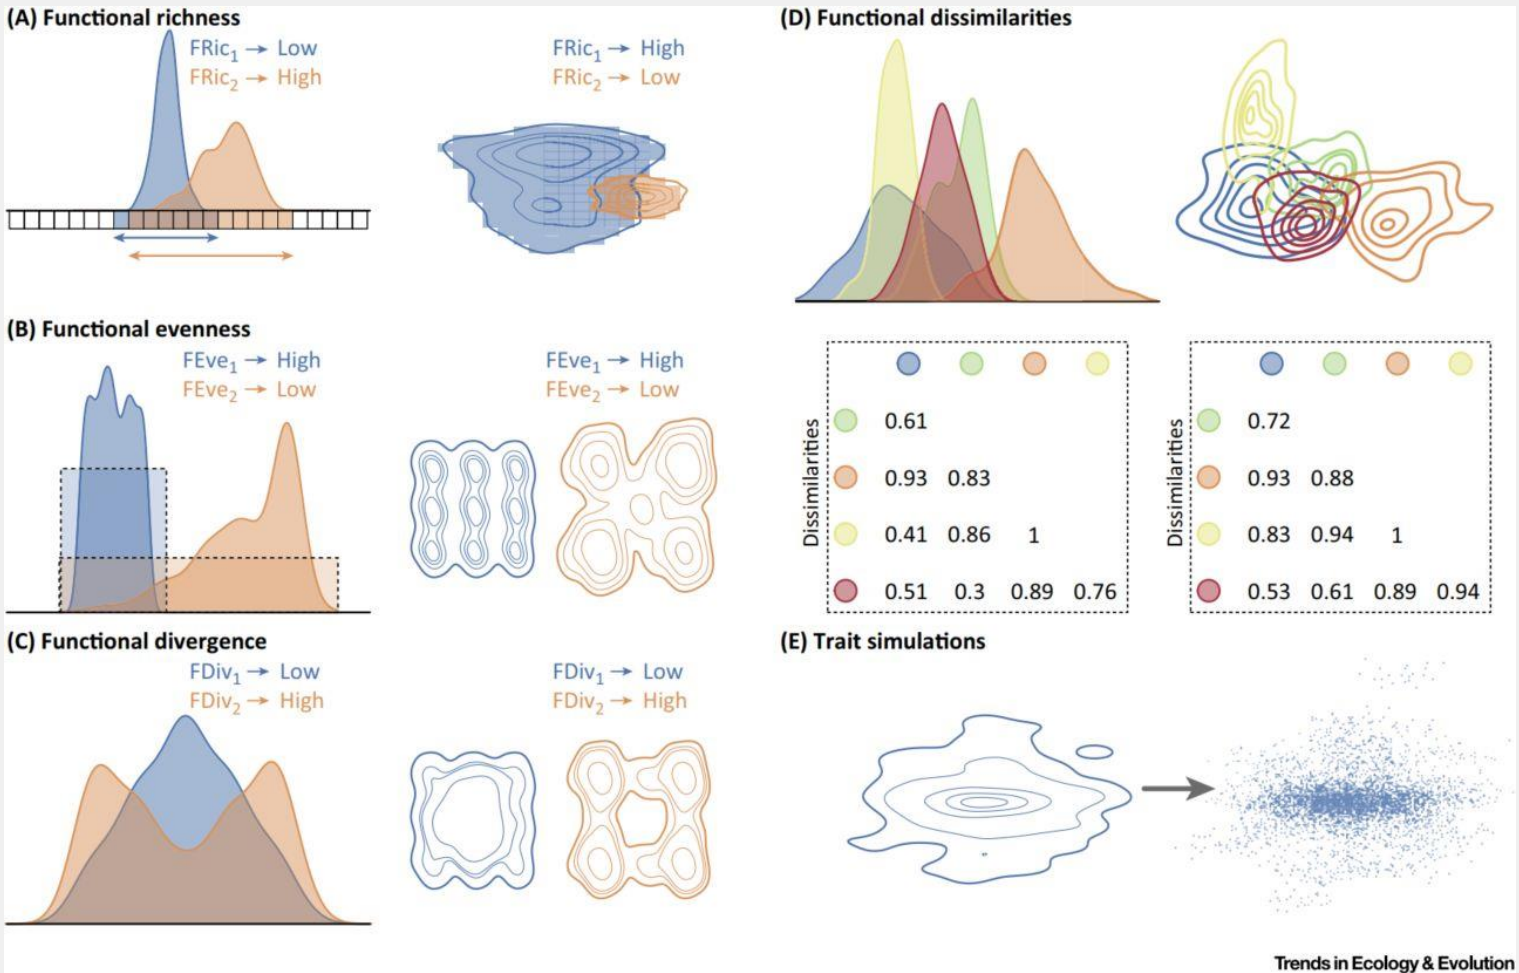 (A) Functional richness
FRic1 → Low
FRic2 → High
FRic1 → High
FRic2 → Low
(B) Functional evenness
FEve1 → High
FEve2 → Low
FEve1 → High
FEve2 → Low
(C) Functional divergence
FDiv1 → Low
FDiv2 → High
FDiv1 → Low
FDiv2 → High
(D) Functional dissimilarities
Dissimilarities
0.61
0.93 0.83
0.41 0.86 1
0.51 0.3 0.89 0.76
Dissimilarities
0.72
0.93 0.88
0.83 0.94 1
0.53 0.61 0.89 0.94
(E) Trait simulations
Trends in Ecology & Evolution